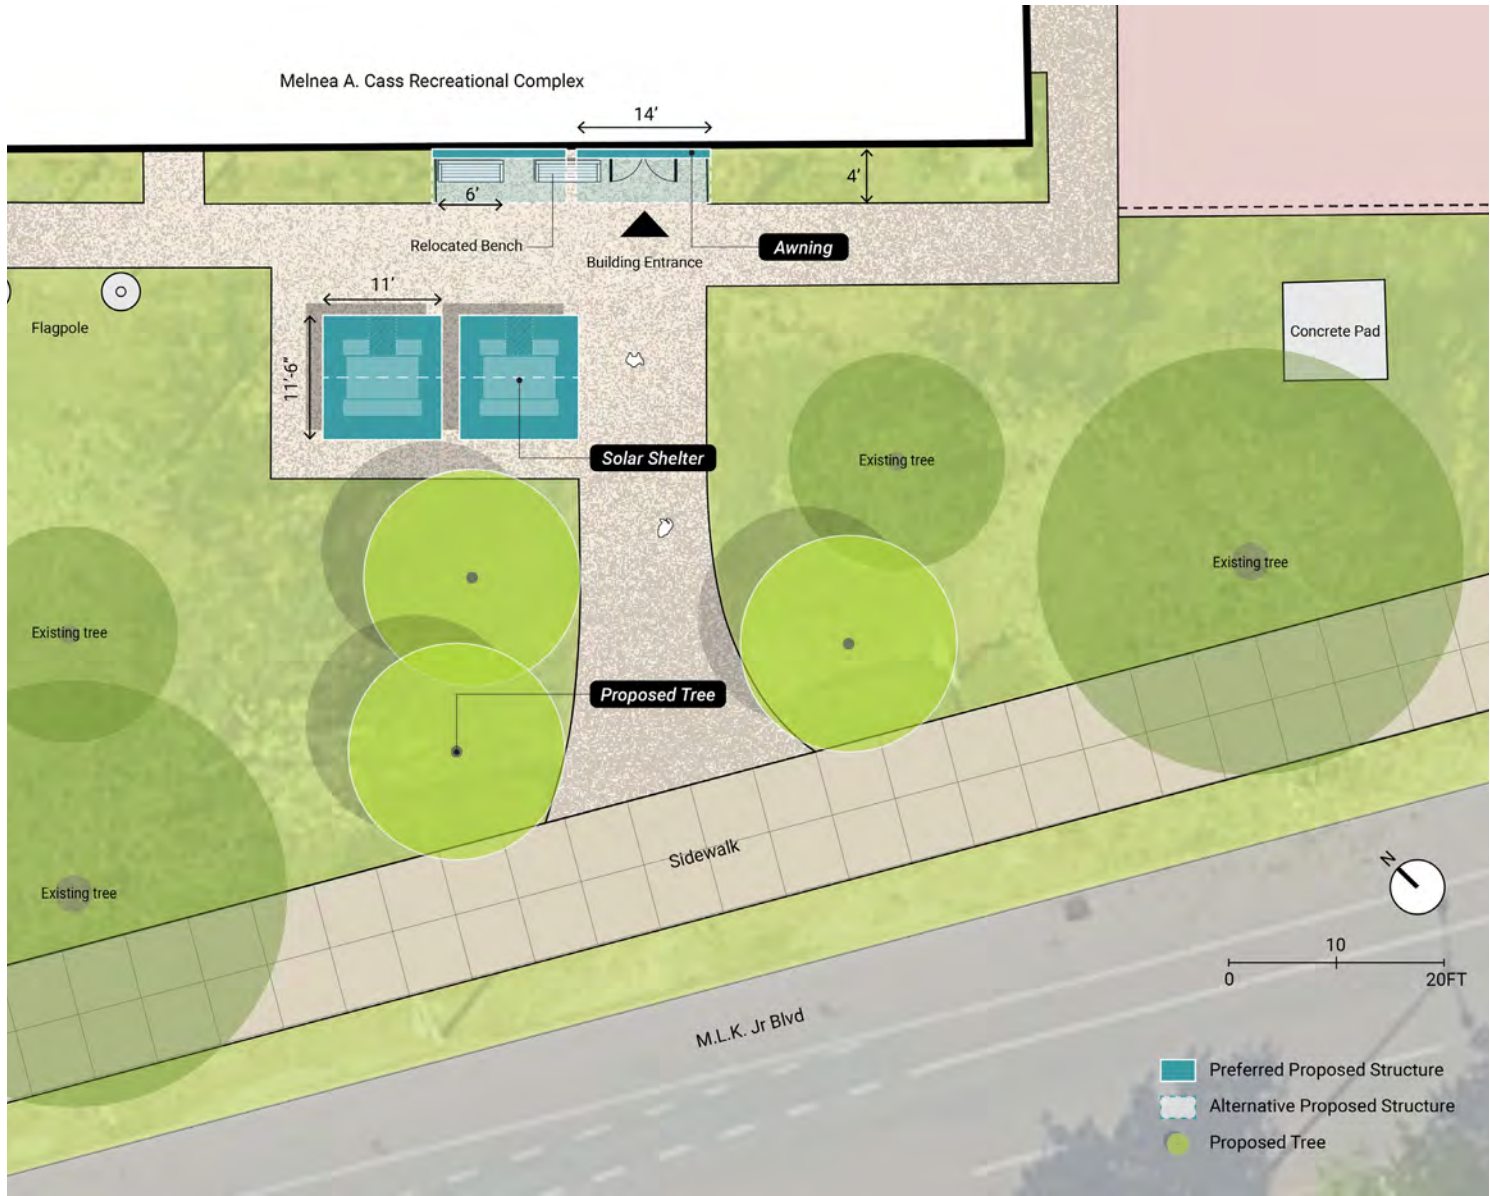 Melnea A. Cass Recreational Complex
14’
4’
6’
Relocated Bench
Building Entrance
Awning
11’
11’-6”
Flagpole
Concrete Pad
Solar Shelter
Existing tree
Existing tree
Existing tree
Proposed Tree
Existing tree
Sidewalk
N
10
0
20FT
M.L.K. Jr Blvd
Preferred Proposed Structure
Alternative Proposed Structure
Proposed Tree